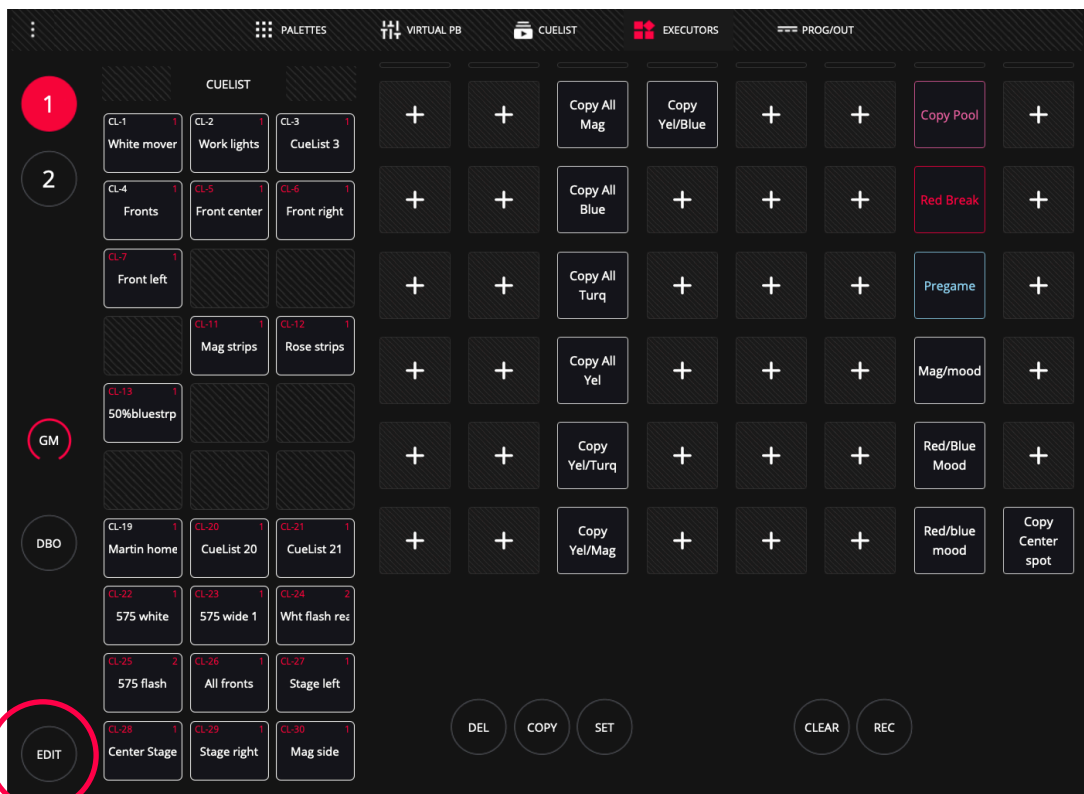 PALETTES
VIRTUAL PB
CUELIST
EXECUTORS
PROG/OUT
1
2
GM
DBO
EDIT
CUELIST
CL-1 1
White mover
CL-2 1
Work lights
CL-3 1
CueList 3
CL-4 1
Fronts
CL-5 1
Front center
CL-6 1
Front right
CL-7 1
Front left
CL-11 1
Mag strips
CL-12 1
Rose strips
CL-13 1
50%bluestrp
CL-19 1
Martin home
CL-20 1
CueList 20
CL-21 1
CueList 21
CL-22 1
575 white
CL-23 1
575 wide 1
CL-24 2
Wht flash rea
CL-25 2
575 flash
CL-26 1
All fronts
CL-27 1
Stage left
CL-28 1
Center Stage
CL-29 1
Stage right
CL-30 1
Mag side
+
+
Copy All
Mag
Copy
Yel/Blue
+
+
Copy Pool
+
+
+
Copy All
Blue
+
+
+
Red Break
+
+
+
Copy All
Turq
+
+
+
Pregame
+
+
+
Copy All
Yel
+
+
+
Mag/mood
+
+
+
Copy
Yel/Turq
+
+
+
Red/Blue
Mood
+
+
+
Copy
Yel/Mag
+
+
+
Red/blue
mood
Copy
Center
spot
DEL
COPY
SET
CLEAR
REC